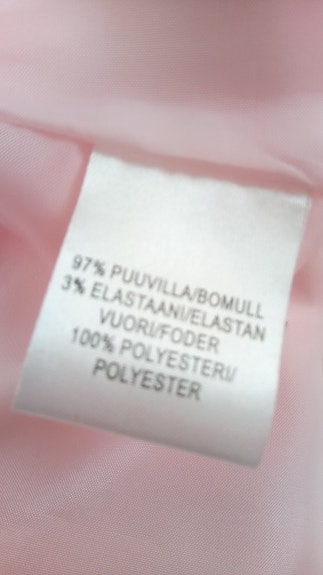 97% PUUVILLA/BOMULL
3% ELASTAANI/ELASTAN
VUORI/FODER
100% POLYESTERI/
POLYESTER